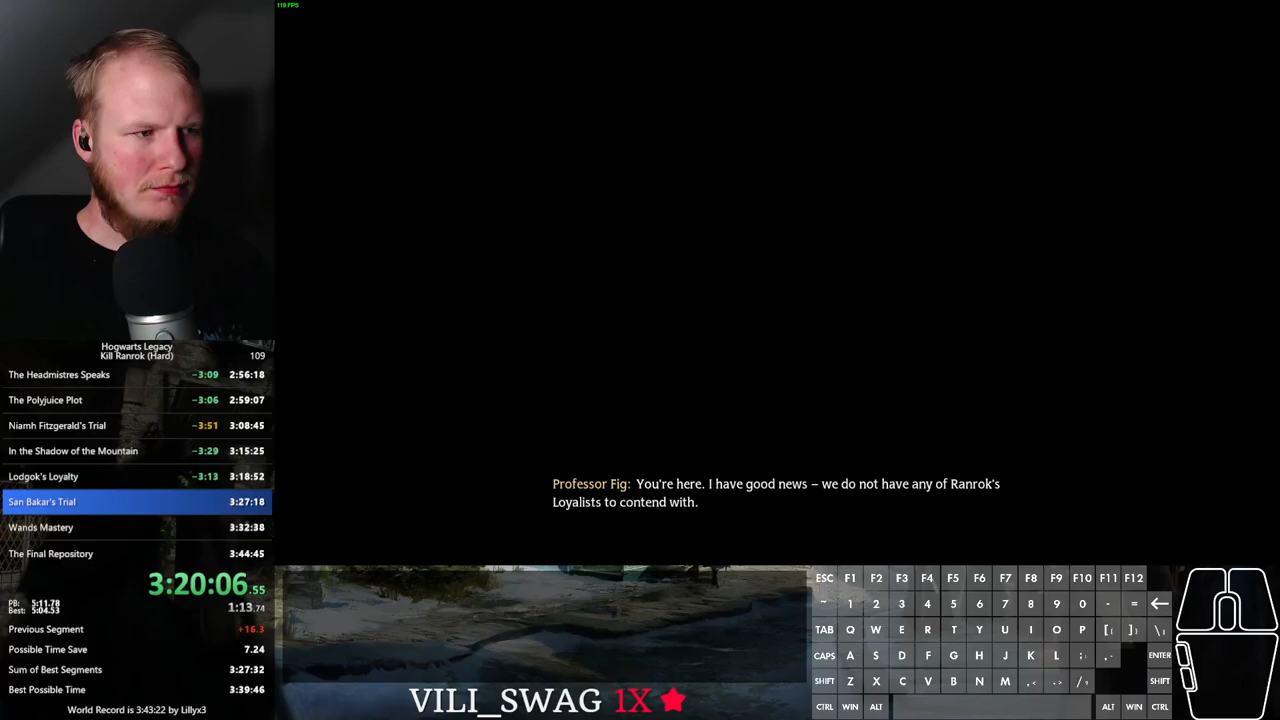 119 FPS
Professor Fig: You're here. I have good news – we do not have any of Ranrok's
Loyalists to contend with.
Hogwarts Legacy
Kill Ranrok (Hard) 109
The Headmistres Speaks -3:09 2:56:18
The Polyjuice Plot -3:06 2:59:07
Niamh Fitzgerald's Trial -3:51 3:08:45
In the Shadow of the Mountain -3:29 3:15:25
Lodgok's Loyalty -3:13 3:18:52
San Bakar's Trial 3:27:18
Wands Mastery 3:32:38
The Final Repository 3:44:45
3:20:06.55
PB: 5:11.78
Best: 5:04.53
1:13.74
Previous Segment +16.3
Possible Time Save 7.24
Sum of Best Segments 3:27:32
Best Possible Time 3:39:46
World Record is 3:43:22 by Lillyx3
VILI_SWAG 1X
ESC F1 F2 F3 F4 F5 F6 F7 F8 F9 F10 F11 F12
~ 1 2 3 4 5 6 7 8 9 0 - =
TAB Q W E R T Y U I O P [{ ]} \|
CAPS A S D F G H J K L ENTER
SHIFT Z X C V B N M .< .> /? SHIFT
CTRL WIN ALT ALT WIN CTRL